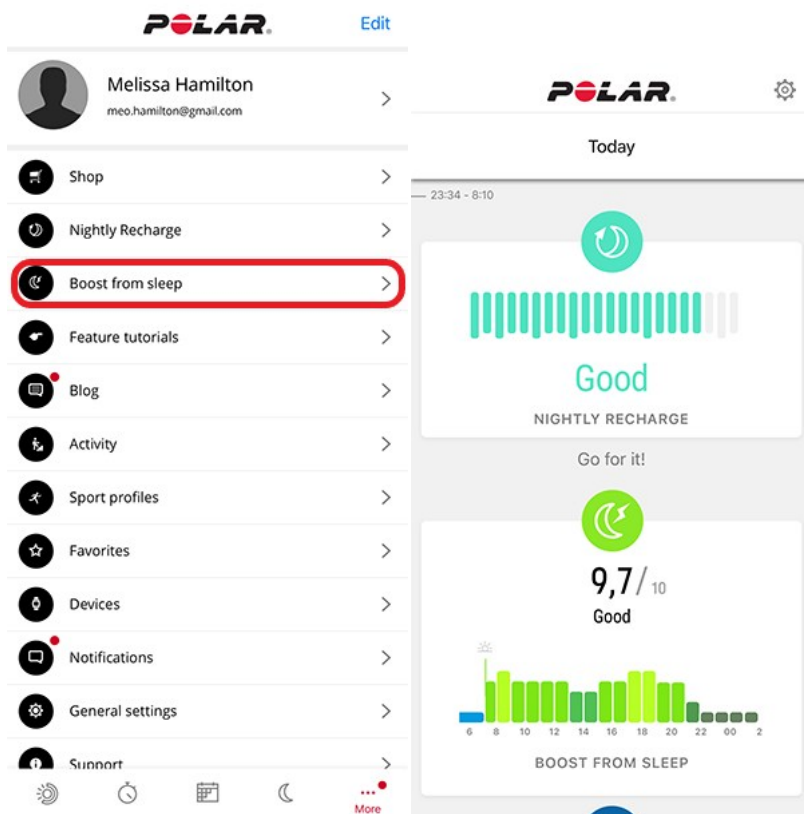 POLAR.
Edit
Melissa Hamilton
meo.hamilton@gmail.com
Shop
Nightly Recharge
Boost from sleep
Feature tutorials
Blog
Activity
Sport profiles
Favorites
Devices
Notifications
General settings
Support
More
POLAR.
Today
23:34 - 8:10
Good
NIGHTLY RECHARGE
Go for it!
9,7/ 10
Good
6 8 10 12 14 16 18 20 22 00 2
BOOST FROM SLEEP